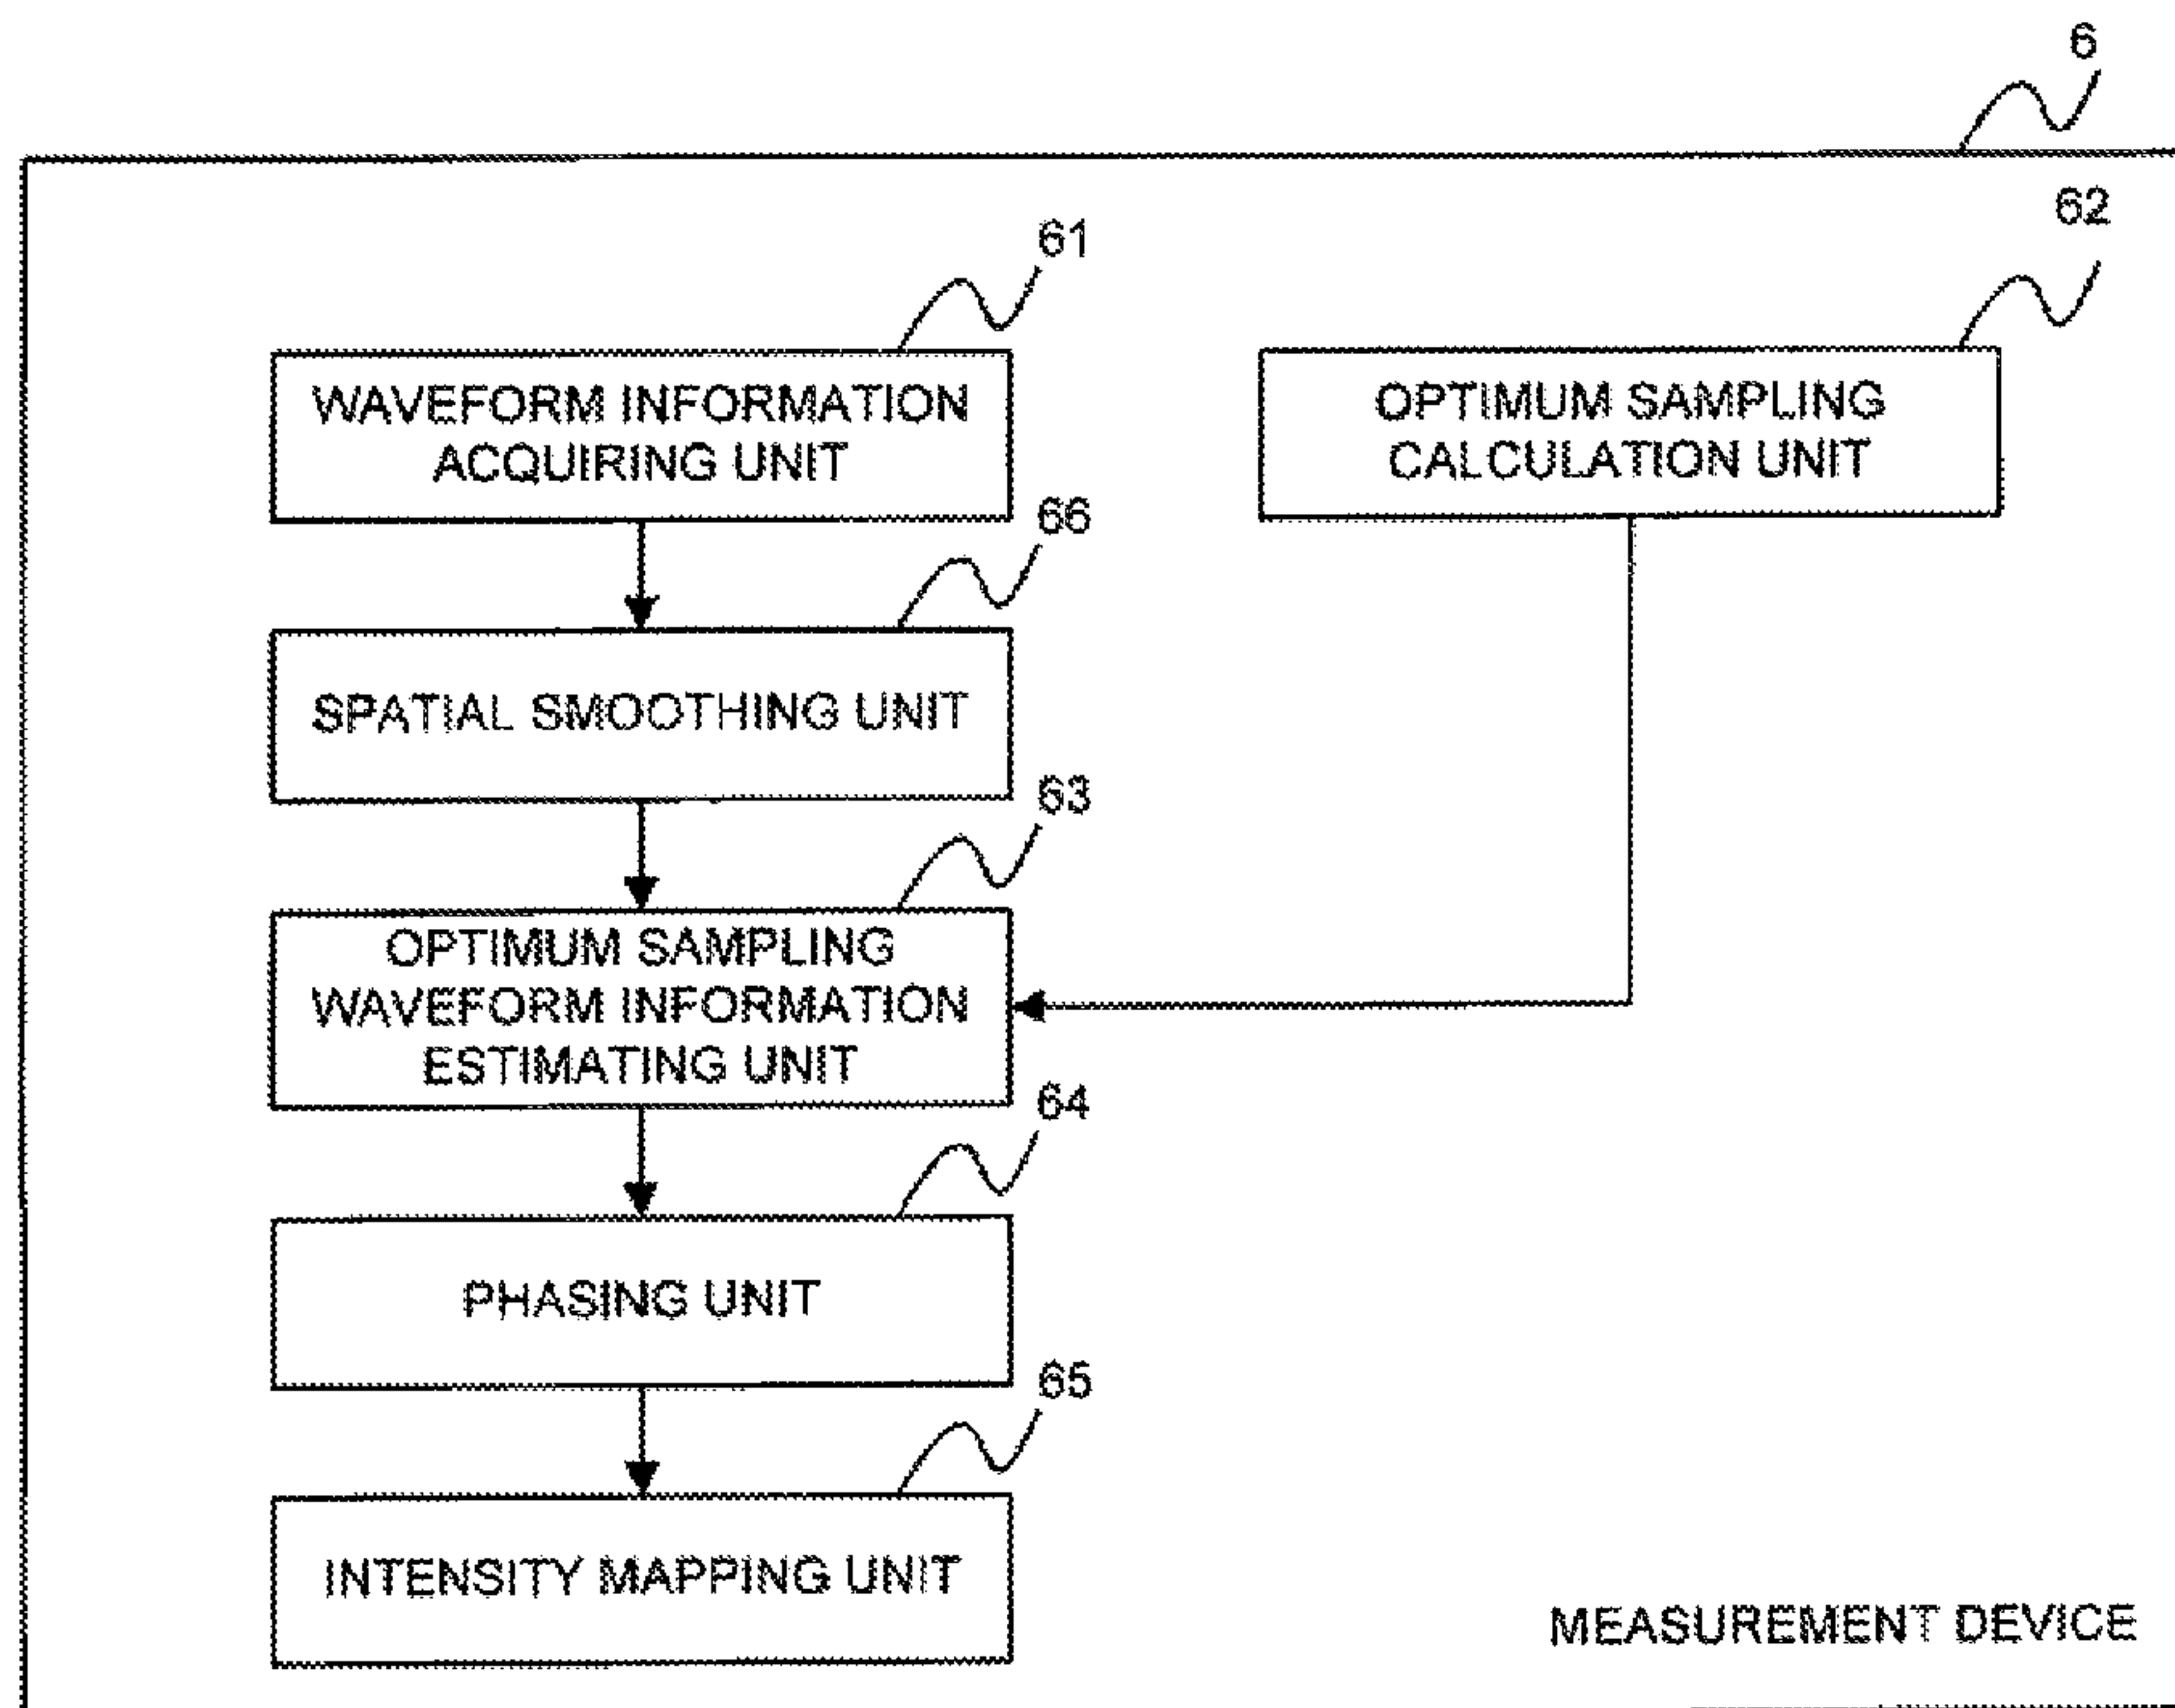 6
61
62
WAVEFORM INFORMATION
ACQUIRING UNIT
OPTIMUM SAMPLING
CALCULATION UNIT
66
SPATIAL SMOOTHING UNIT
63
OPTIMUM SAMPLING
WAVEFORM INFORMATION
ESTIMATING UNIT
64
PHASING UNIT
65
INTENSITY MAPPING UNIT
MEASUREMENT DEVICE